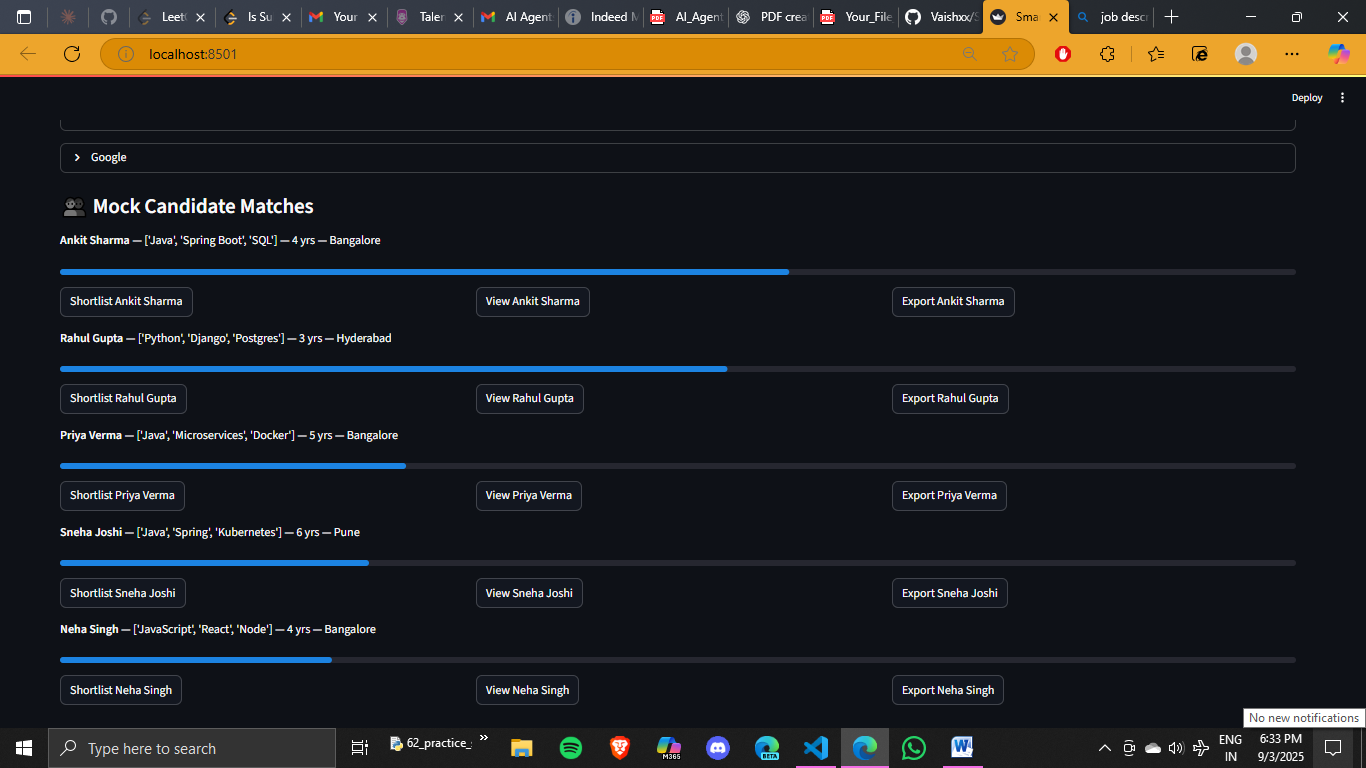 LeetC
Is Su
Your
Talen
AI Agent
Indeed M
AI_Agent
PDF crea
Your_File
Vaishxx/S
Sma
job descr
localhost:8501
Deploy
Google
Mock Candidate Matches
Ankit Sharma — ['Java', 'Spring Boot', 'SQL'] — 4 yrs — Bangalore
Shortlist Ankit Sharma View Ankit Sharma Export Ankit Sharma
Rahul Gupta — ['Python', 'Django', 'Postgres'] — 3 yrs — Hyderabad
Shortlist Rahul Gupta View Rahul Gupta Export Rahul Gupta
Priya Verma — ['Java', 'Microservices', 'Docker'] — 5 yrs — Bangalore
Shortlist Priya Verma View Priya Verma Export Priya Verma
Sneha Joshi — ['Java', 'Spring', 'Kubernetes'] — 6 yrs — Pune
Shortlist Sneha Joshi View Sneha Joshi Export Sneha Joshi
Neha Singh — ['JavaScript', 'React', 'Node'] — 4 yrs — Bangalore
Shortlist Neha Singh View Neha Singh Export Neha Singh
No new notifications
Type here to search
62_practice_
M365
BETA
ENG
IN
6:33 PM
9/3/2025